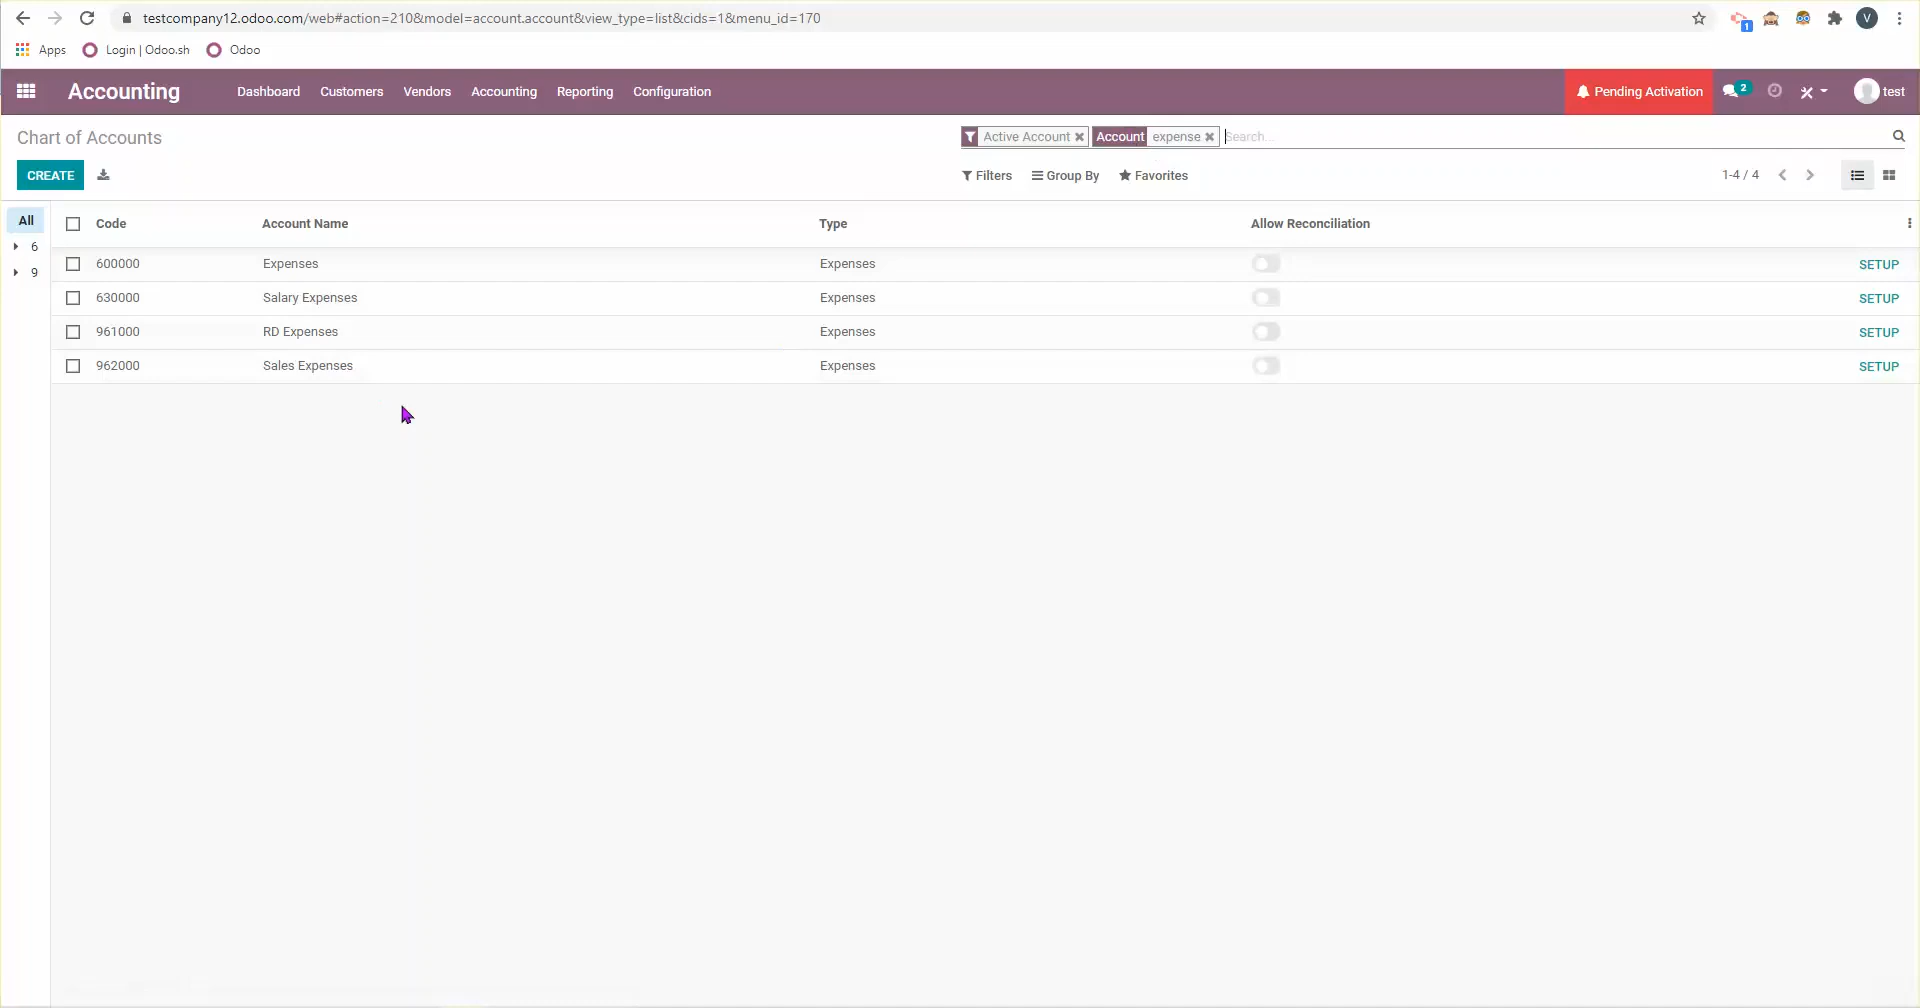 testcompany12.odoo.com/web#action=210&model=account.account&view_type=list&cids=1&menu_id=170
1
V
Apps Login | Odoo.sh Odoo
Accounting Dashboard Customers Vendors Accounting Reporting Configuration Pending Activation 2 test
Chart of Accounts Active Account Account expense Search...
CREATE Filters Group By Favorites 1-4 / 4
All Code Account Name Type Allow Reconciliation
6
9
600000 Expenses Expenses SETUP
630000 Salary Expenses Expenses SETUP
961000 RD Expenses Expenses SETUP
962000 Sales Expenses Expenses SETUP